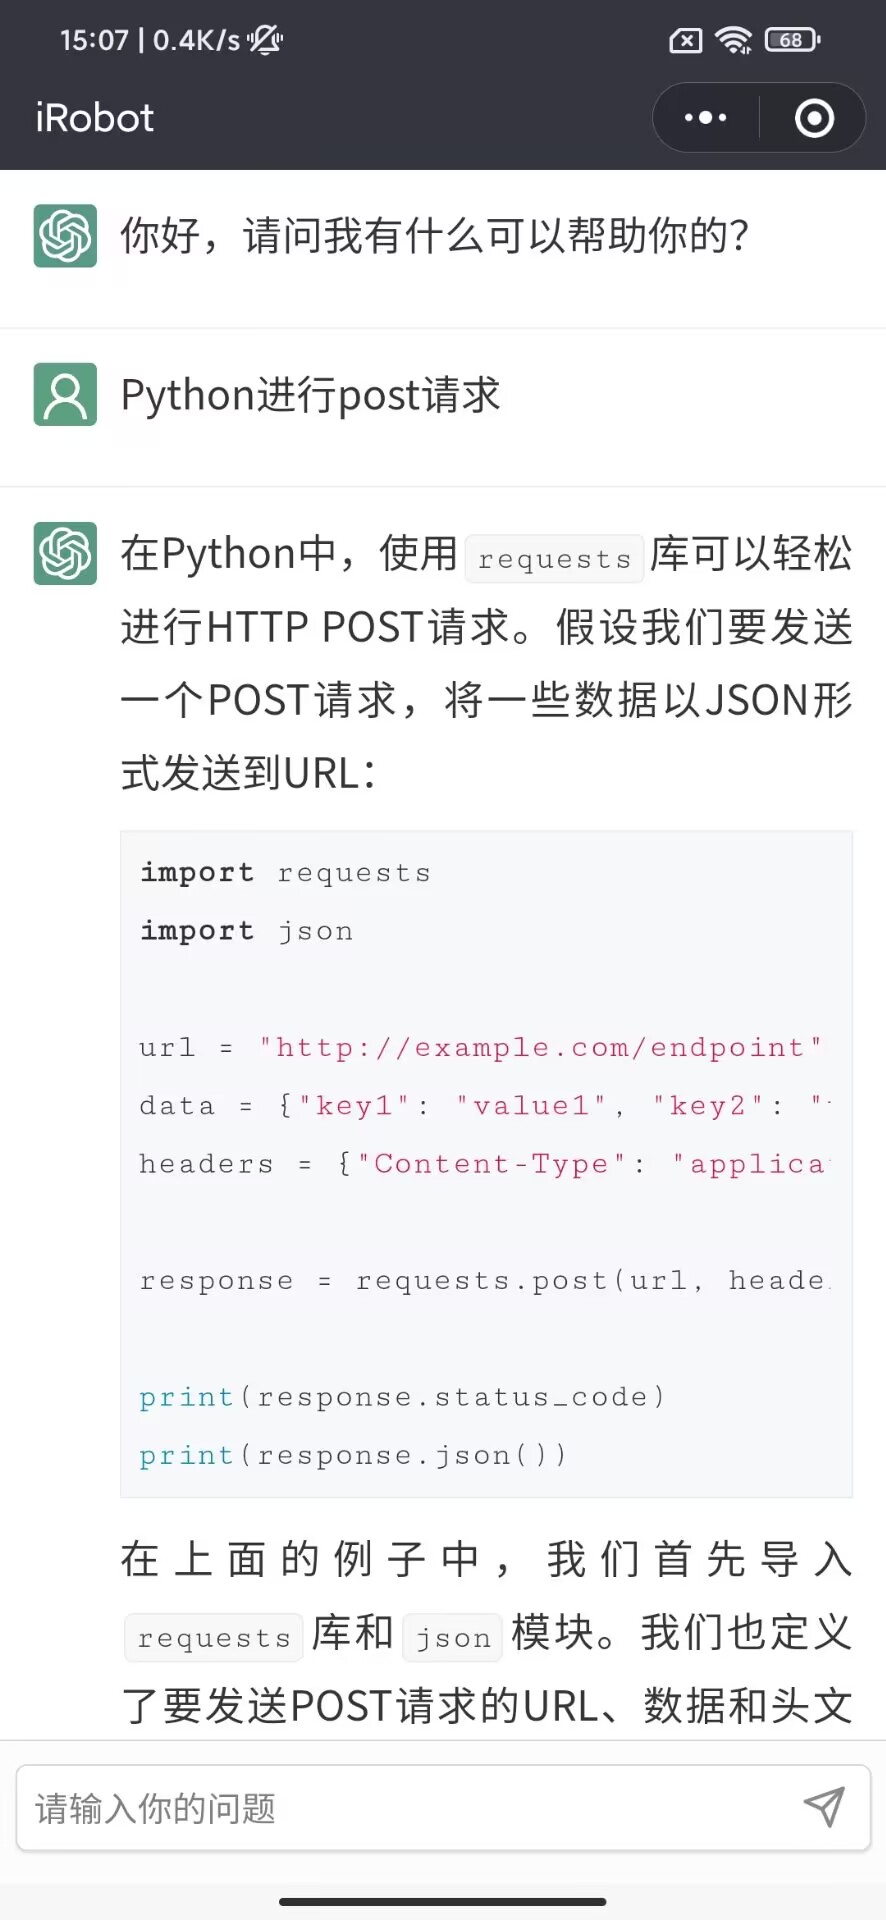 15:07 | 0.4K/s
68
iRobot
你好，请问我有什么可以帮助你的？
Python进行post请求
在Python中，使用 requests 库可以轻松
进行HTTP POST请求。假设我们要发送
一个POST请求，将一些数据以JSON形
式发送到URL：
import requests
import json
url = "http://example.com/endpoint"
data = {"key1": "value1", "key2": "
headers = {"Content-Type": "applica
response = requests.post(url, heade
print(response.status_code)
print(response.json())
在上面的例子中，我们首先导入
requests 库和 json 模块。我们也定义
了要发送POST请求的URL、数据和头文
请输入你的问题